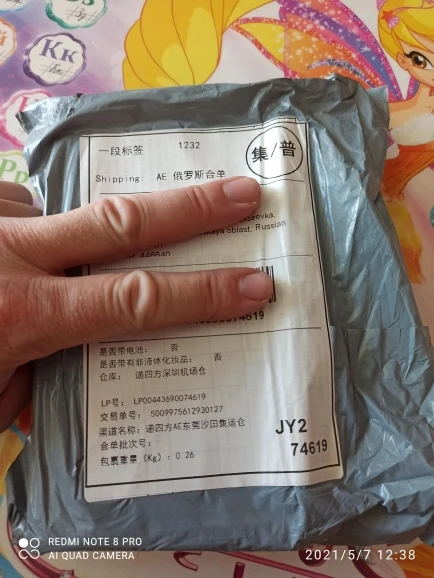 Кк
一段标签 1232
集/普
Shipping: AE 俄罗斯合单
oblast, Russian
74619
是否带电池: 否
是否带有非液体化妆品: 否
仓库: 递四方深圳机场仓
LP号: LP00443690074619
交易单号: 5009975612930127
渠道名称: 递四方AE东莞沙田集运仓
合单批次号:
包裹重量 (Kg): 0.26
JY2
74619
REDMI NOTE 8 PRO
AI QUAD CAMERA
2021/5/7 12:38